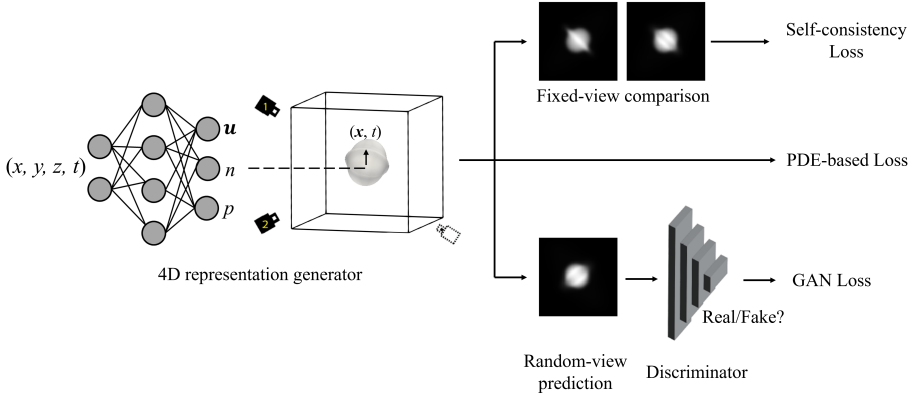 (x, y, z, t)
u
n
p
4D representation generator
1
2
(x, t)
Fixed-view comparison
Self-consistency
Loss
PDE-based Loss
Random-view
prediction
Real/Fake?
Discriminator
GAN Loss